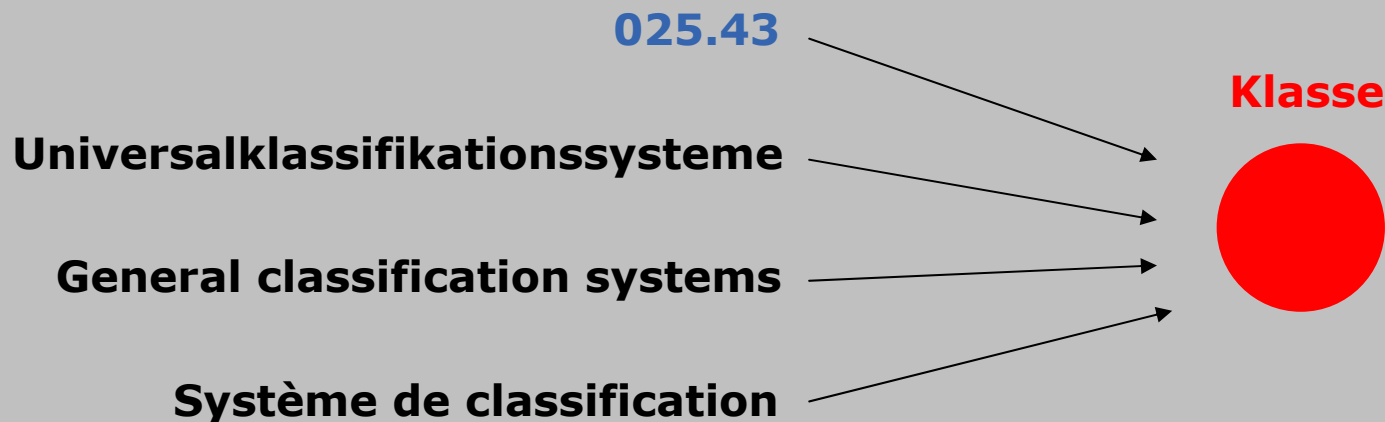 025.43
Klasse
Universalklassifikationssysteme
General classification systems
Système de classification